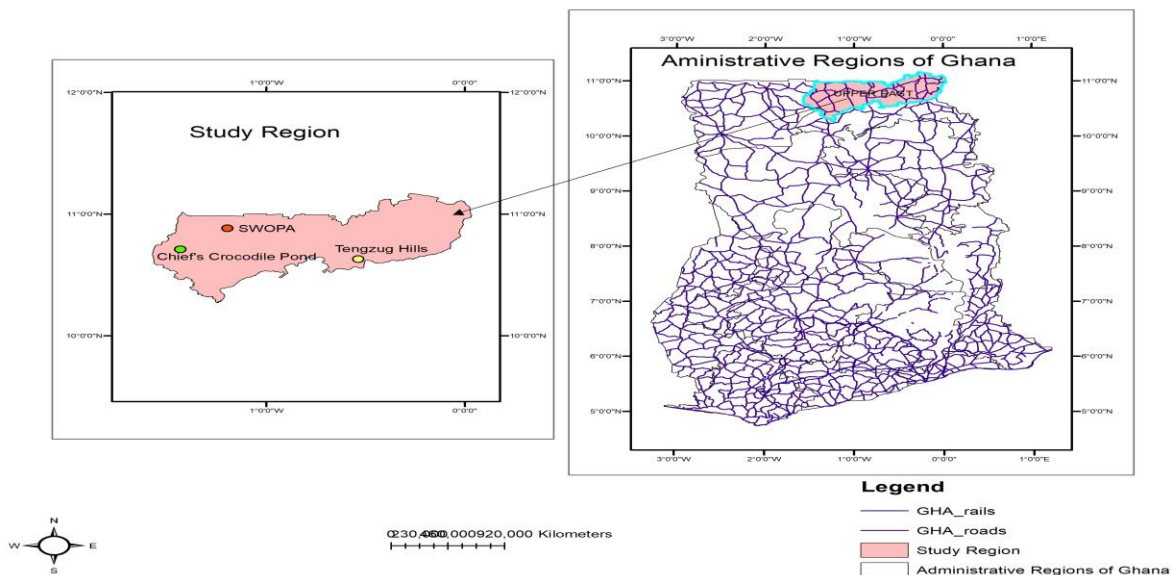 Study Region
1°0'0"W
0°0'0"
12°0'0"N
12°0'0"N
11°0'0"N
11°0'0"N
10°0'0"N
10°0'0"N
1°0'0"W
0°0'0"
SWOPA
Chief's Crocodile Pond
Tengzug Hills
3°0'0"W
2°0'0"W
1°0'0"W
0°0'0"
1°0'0"E
Aministrative Regions of Ghana
UPPER EAST
11°0'0"N
11°0'0"N
10°0'0"N
10°0'0"N
9°0'0"N
9°0'0"N
8°0'0"N
8°0'0"N
7°0'0"N
7°0'0"N
6°0'0"N
6°0'0"N
5°0'0"N
5°0'0"N
3°0'0"W
2°0'0"W
1°0'0"W
0°0'0"
1°0'0"E
Legend
GHA_rails
GHA_roads
Study Region
Administrative Regions of Ghana
N
W
E
S
Kilometers